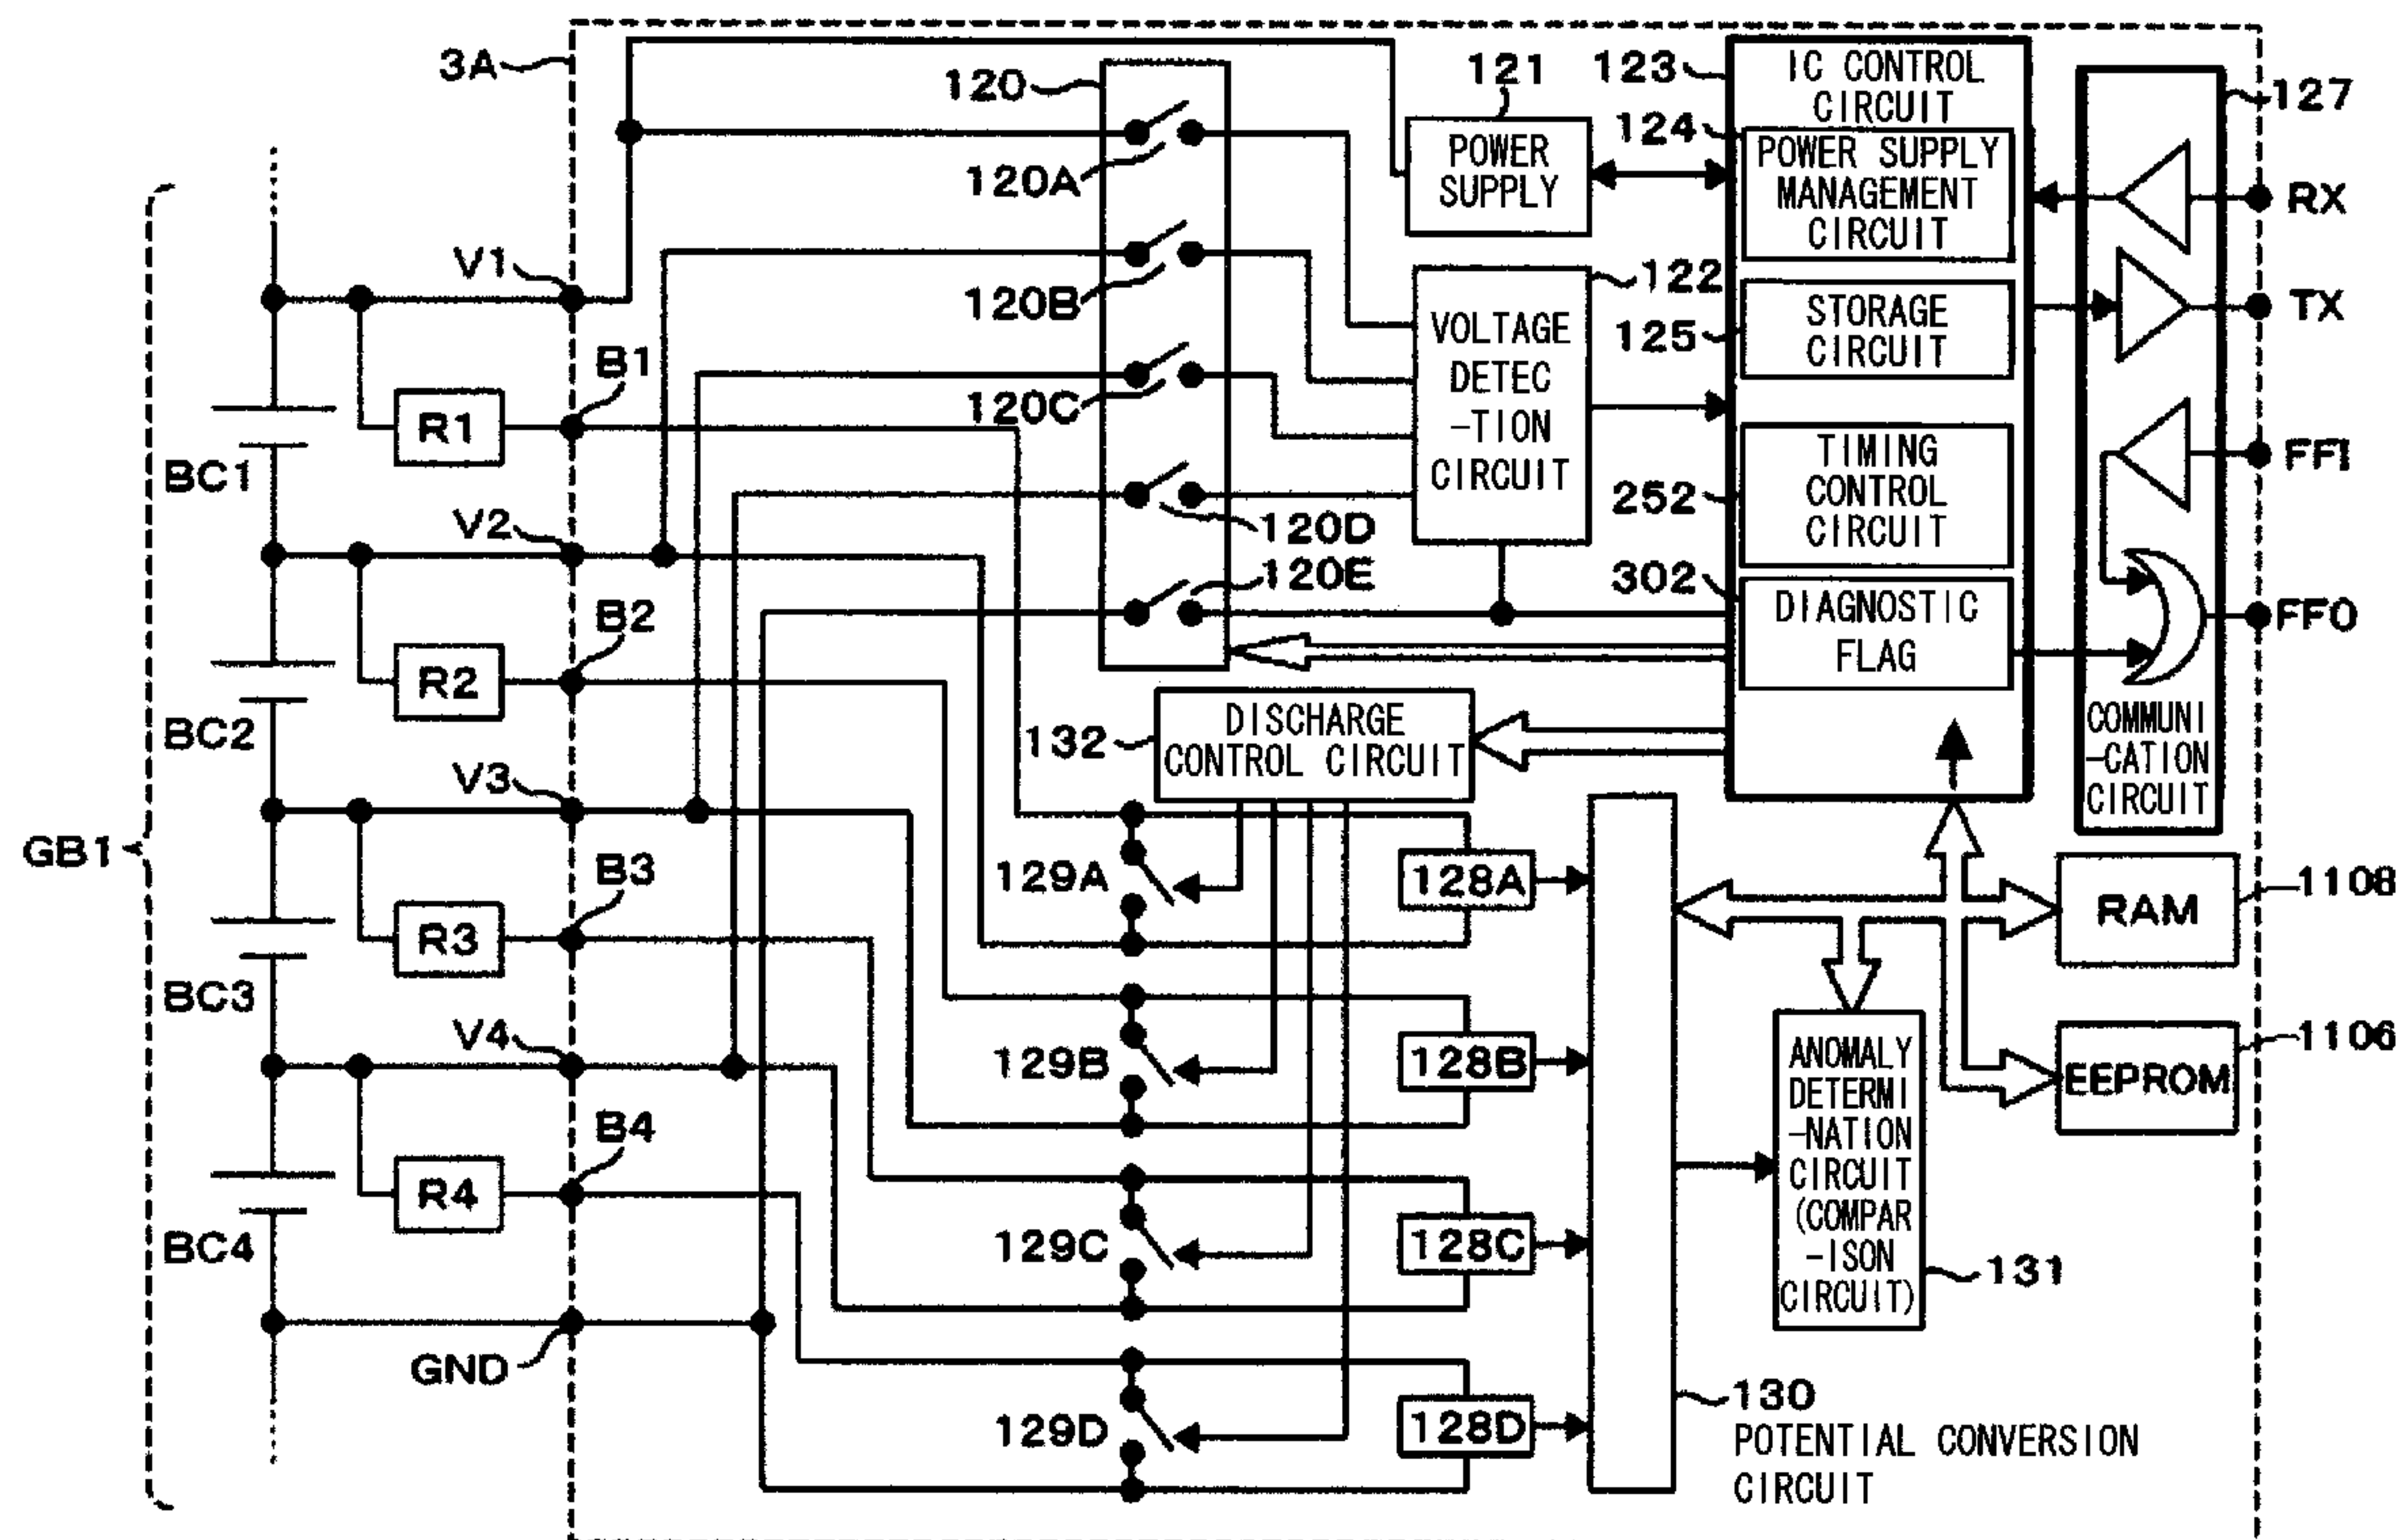 3A
120
121
123
IC CONTROL
CIRCUIT
127
124
POWER
SUPPLY
POWER SUPPLY
MANAGEMENT
CIRCUIT
120A
RX
V1
120B
122
TX
VOLTAGE
DETEC
-TION
CIRCUIT
125
STORAGE
CIRCUIT
B1
120C
R1
BC1
TIMING
CONTROL
CIRCUIT
FFI
252
V2
120D
120E
302
DIAGNOSTIC
FLAG
FFO
B2
R2
BC2
132
DISCHARGE
CONTROL CIRCUIT
COMMUNI
-CATION
CIRCUIT
V3
GB1
B3
129A
128A
RAM
1108
R3
BC3
V4
129B
128B
ANOMALY
DETERMI
-NATION
CIRCUIT
(COMPAR
-ISON
CIRCUIT)
EEPROM
1106
B4
R4
BC4
129C
128C
131
GND
129D
128D
130
POTENTIAL CONVERSION
CIRCUIT